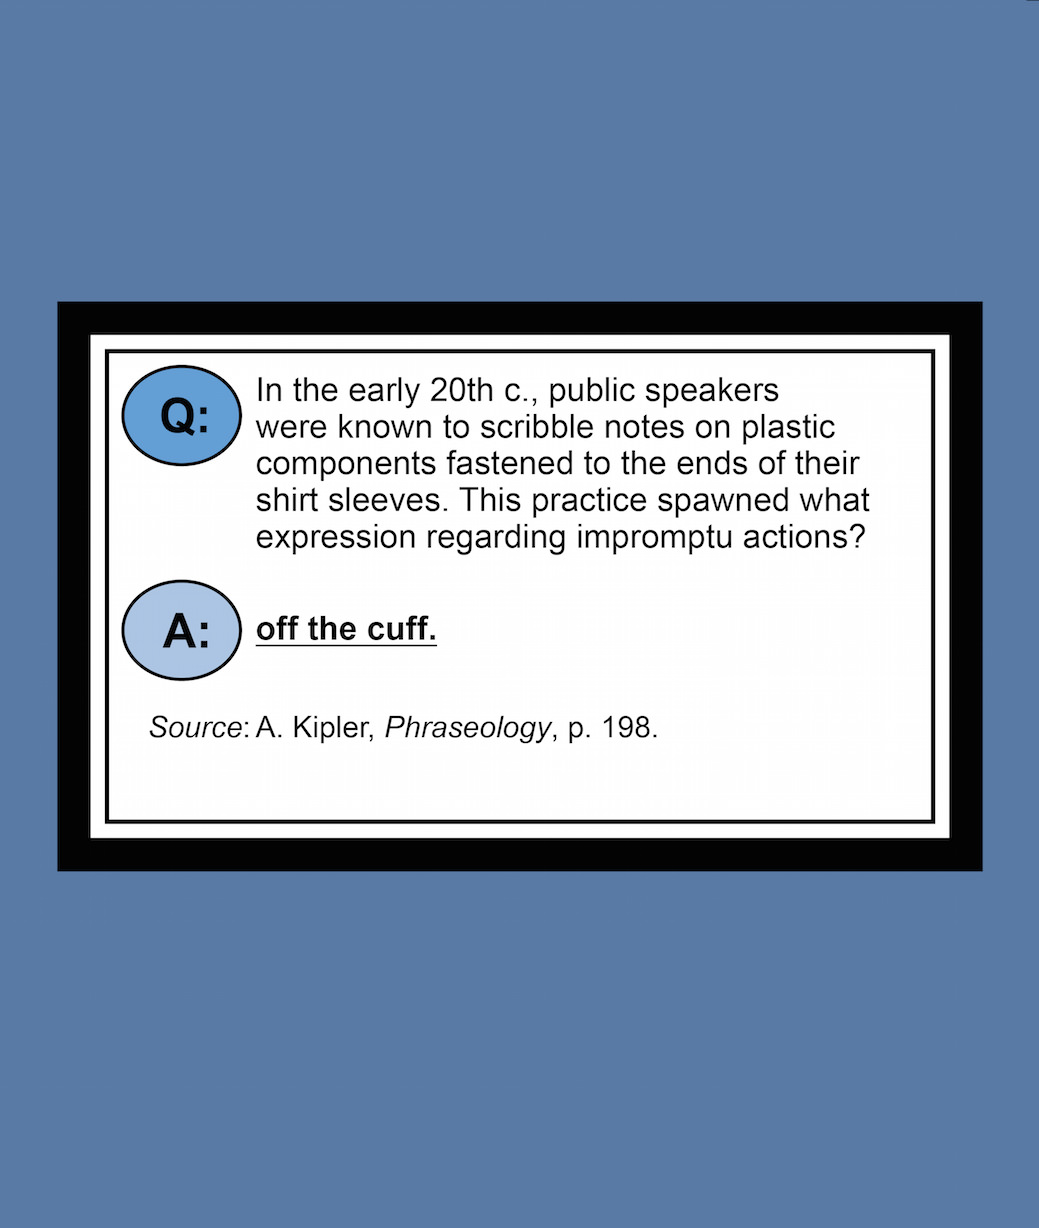 Q:
In the early 20th c., public speakers
were known to scribble notes on plastic
components fastened to the ends of their
shirt sleeves. This practice spawned what
expression regarding impromptu actions?
A:
off the cuff.
Source: A. Kipler, Phraseology, p. 198.